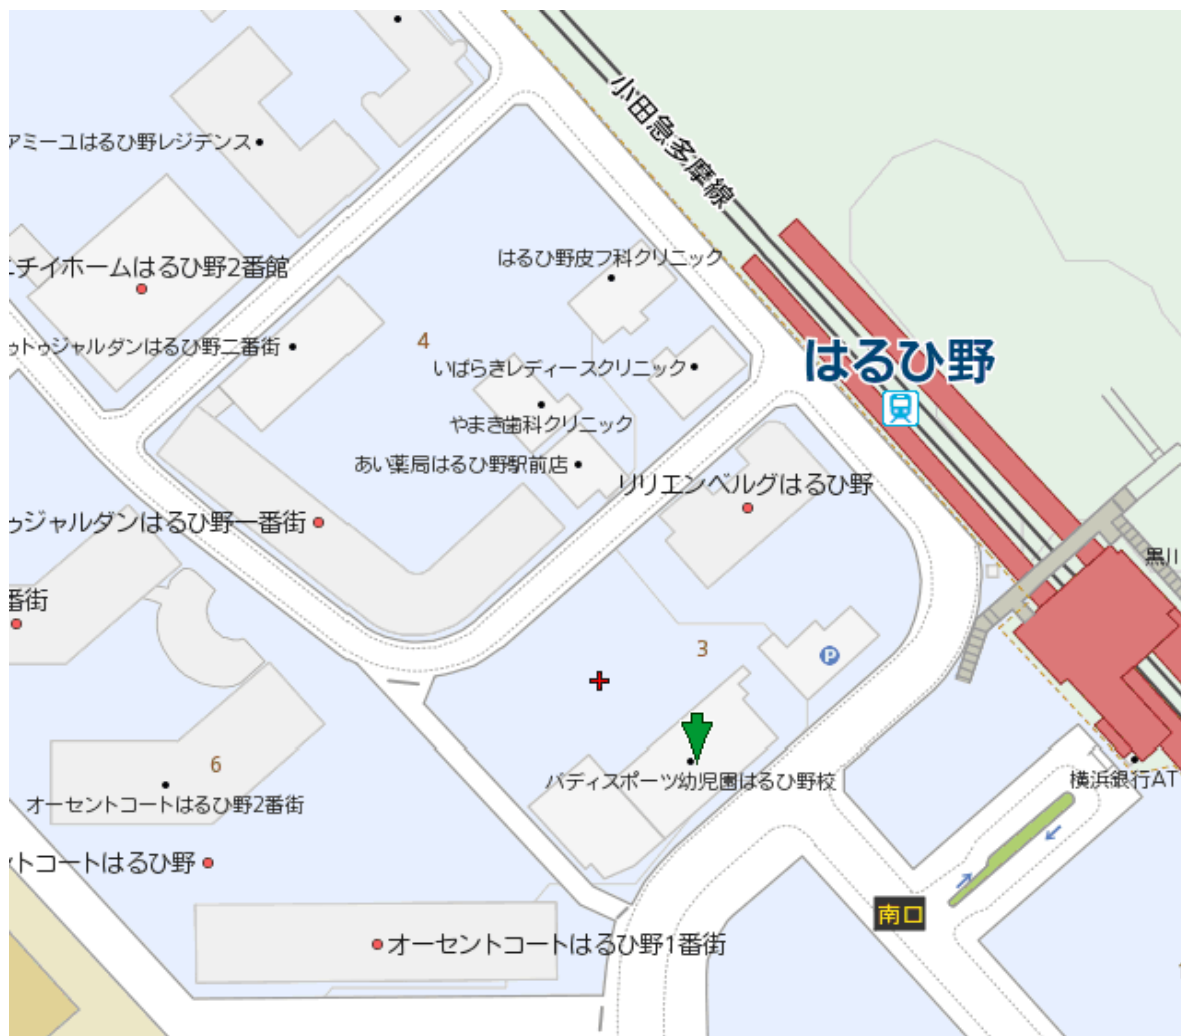 小田急多摩線
アミーユはるひ野レジデンス
はるひ野皮フ科クリニック
ニチイホームはるひ野2番館
4
トゥジャルダンはるひ野二番街
はるひ野
いばらきレディースクリニック
やまき歯科クリニック
あい薬局はるひ野駅前店
リリエンベルグはるひ野
ゥジャルダンはるひ野一番街
黒川
番街
3
P
6
パディスポーツ幼児園はるひ野校
横浜銀行AT
オーセントコートはるひ野2番街
ントコートはるひ野
南口
オーセントコートはるひ野1番街